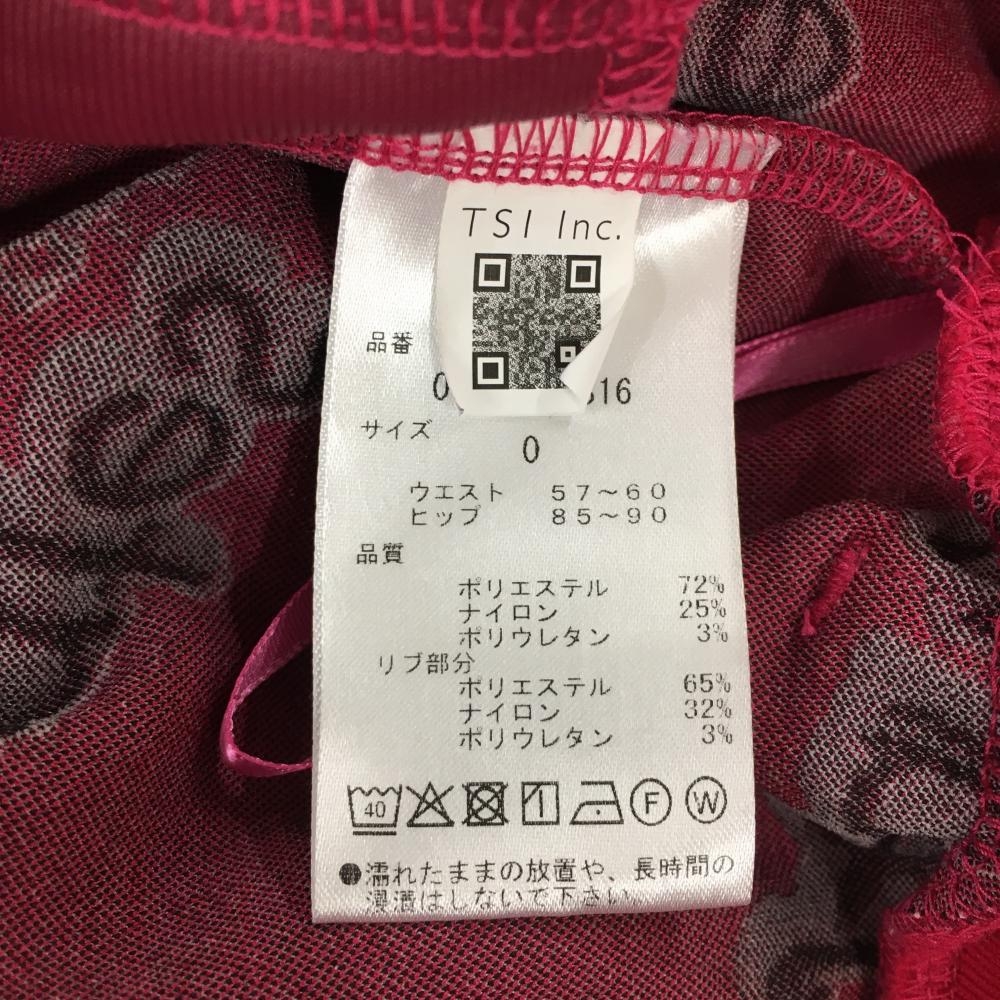 TSI Inc.
品番
0 316
サイズ
0
ウエスト 57～60
ヒップ 85～90
品質
ポリエステル 72%
ナイロン 25%
ポリウレタン 3%
リブ部分
ポリエステル 65%
ナイロン 32%
ポリウレタン 3%
40 F W
●濡れたままの放置や、長時間の
浸漬はしないで下さい。